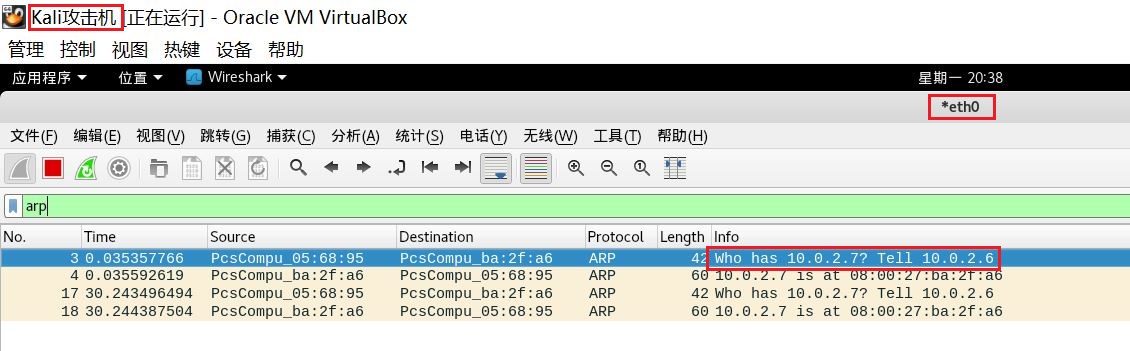 Kali攻击机 [正在运行] - Oracle VM VirtualBox
管理 控制 视图 热键 设备 帮助
应用程序 位置 Wireshark 星期一 20:38
*eth0
文件(F) 编辑(E) 视图(V) 跳转(G) 捕获(C) 分析(A) 统计(S) 电话(Y) 无线(W) 工具(T) 帮助(H)
arp
No. Time Source Destination Protocol Length Info
3 0.035357766 PcsCompu_05:68:95 PcsCompu_ba:2f:a6 ARP 42 Who has 10.0.2.7? Tell 10.0.2.6
4 0.035592619 PcsCompu_ba:2f:a6 PcsCompu_05:68:95 ARP 60 10.0.2.7 is at 08:00:27:ba:2f:a6
17 30.243496494 PcsCompu_05:68:95 PcsCompu_ba:2f:a6 ARP 42 Who has 10.0.2.7? Tell 10.0.2.6
18 30.244387504 PcsCompu_ba:2f:a6 PcsCompu_05:68:95 ARP 60 10.0.2.7 is at 08:00:27:ba:2f:a6